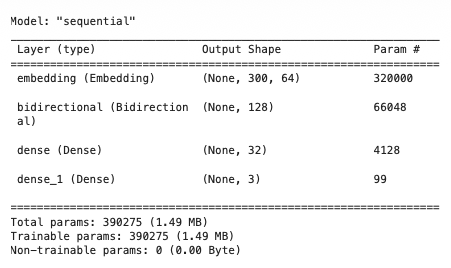 Model: "sequential"
Layer (type) Output Shape Param #
embedding (Embedding) (None, 300, 64) 320000
bidirectional (Bidirection (None, 128) 66048
al)
dense (Dense) (None, 32) 4128
dense_1 (Dense) (None, 3) 99
Total params: 390275 (1.49 MB)
Trainable params: 390275 (1.49 MB)
Non-trainable params: 0 (0.00 Byte)